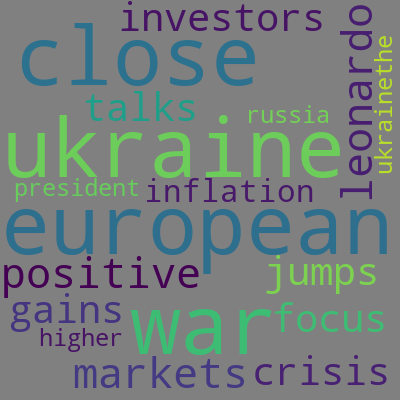 investors
close
talks
russia
leonardo
ukrainethe
ukraine
president
inflation
european
positive
jumps
gains
war
focus
higher
markets
crisis